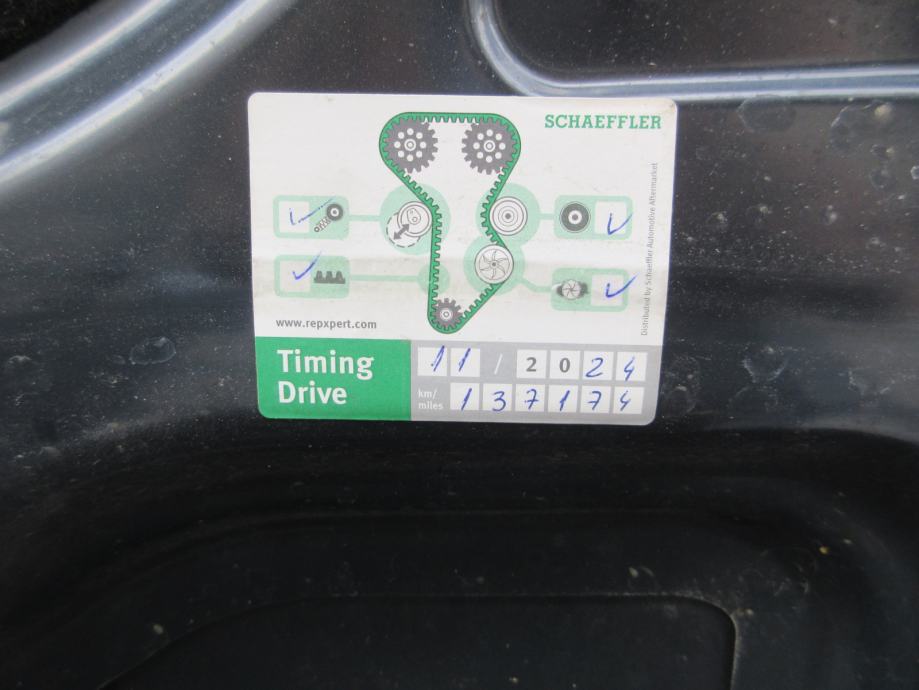 SCHAEFFLER
Distributed by Schaeffler Automotive Aftermarket
www.repxpert.com
Timing
Drive
11 / 2024
km/
miles
137174